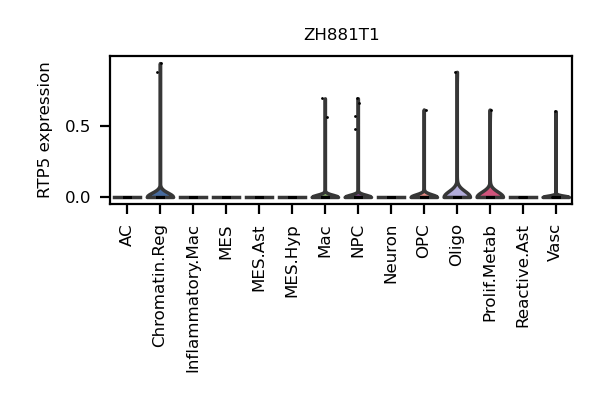 ZH881T1
RTP5 expression
0.5
0.0
AC
Chromatin.Reg
Inflammatory.Mac
MES
MES.Ast
MES.Hyp
Mac
NPC
Neuron
OPC
Oligo
Prolif.Metab
Reactive.Ast
Vasc